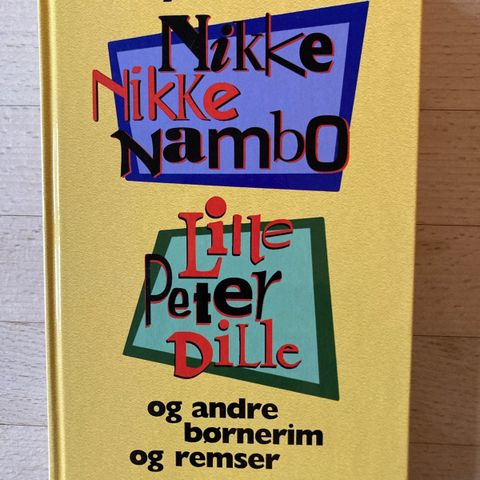 Nikke
Nikke
Nambo
Lille
Peter
Dille
og andre
børnerim
og remser